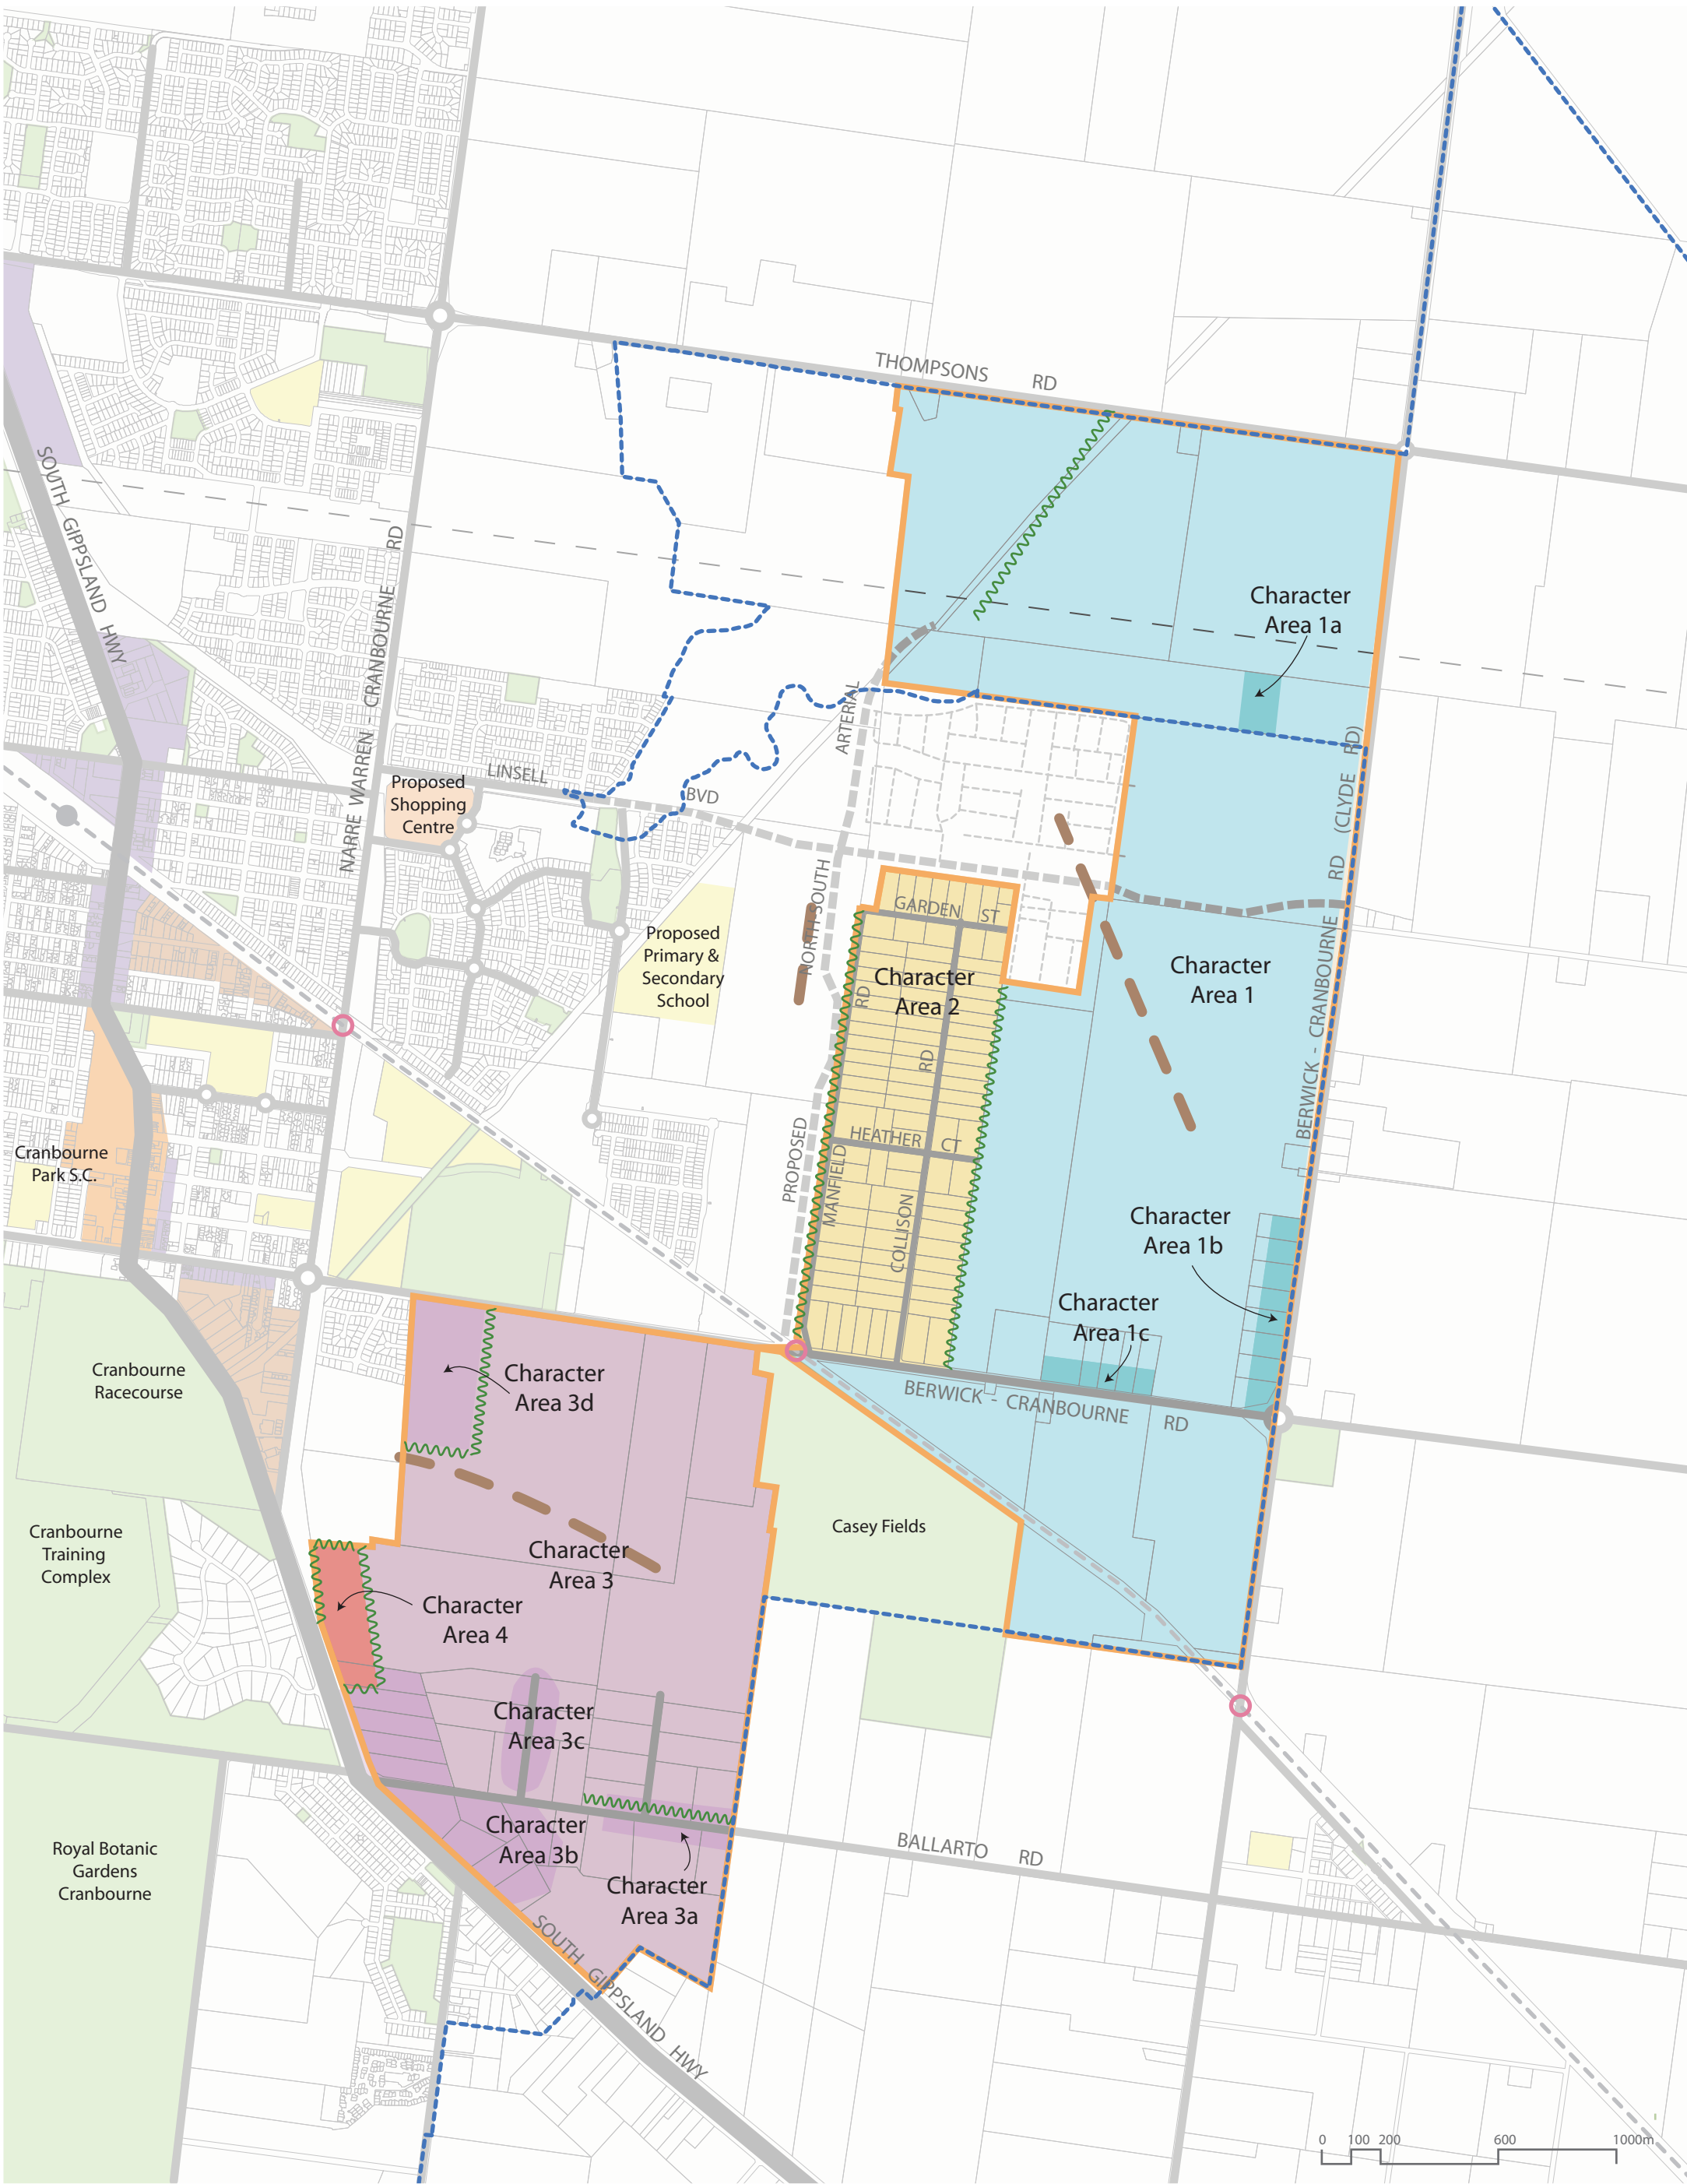 THOMPSONS RD
SOUTH GIPPSLAND HWY
NARRE WARREN - CRANBOURNE RD
Character
Area 1a
ARTERIAL
LINSELL BVD
Proposed
Shopping
Centre
BERWICK - CRANBOURNE RD (CLYDE RD)
NORTH SOUTH
GARDEN ST
Proposed
Primary &
Secondary
School
Character
Area 2
Character
Area 1
RD
RD
HEATHER CT
PROPOSED
MANFIELD
COLLISON
Cranbourne
Park S.C.
Character
Area 1b
Character
Area 1c
Cranbourne
Racecourse
Character
Area 3d
BERWICK - CRANBOURNE RD
Cranbourne
Training
Complex
Casey Fields
Character
Area 3
Character
Area 4
Character
Area 3c
Character
Area 3b
BALLARTO RD
Royal Botanic
Gardens
Cranbourne
Character
Area 3a
SOUTH GIPPSLAND HWY
0 100 200 600 1000m